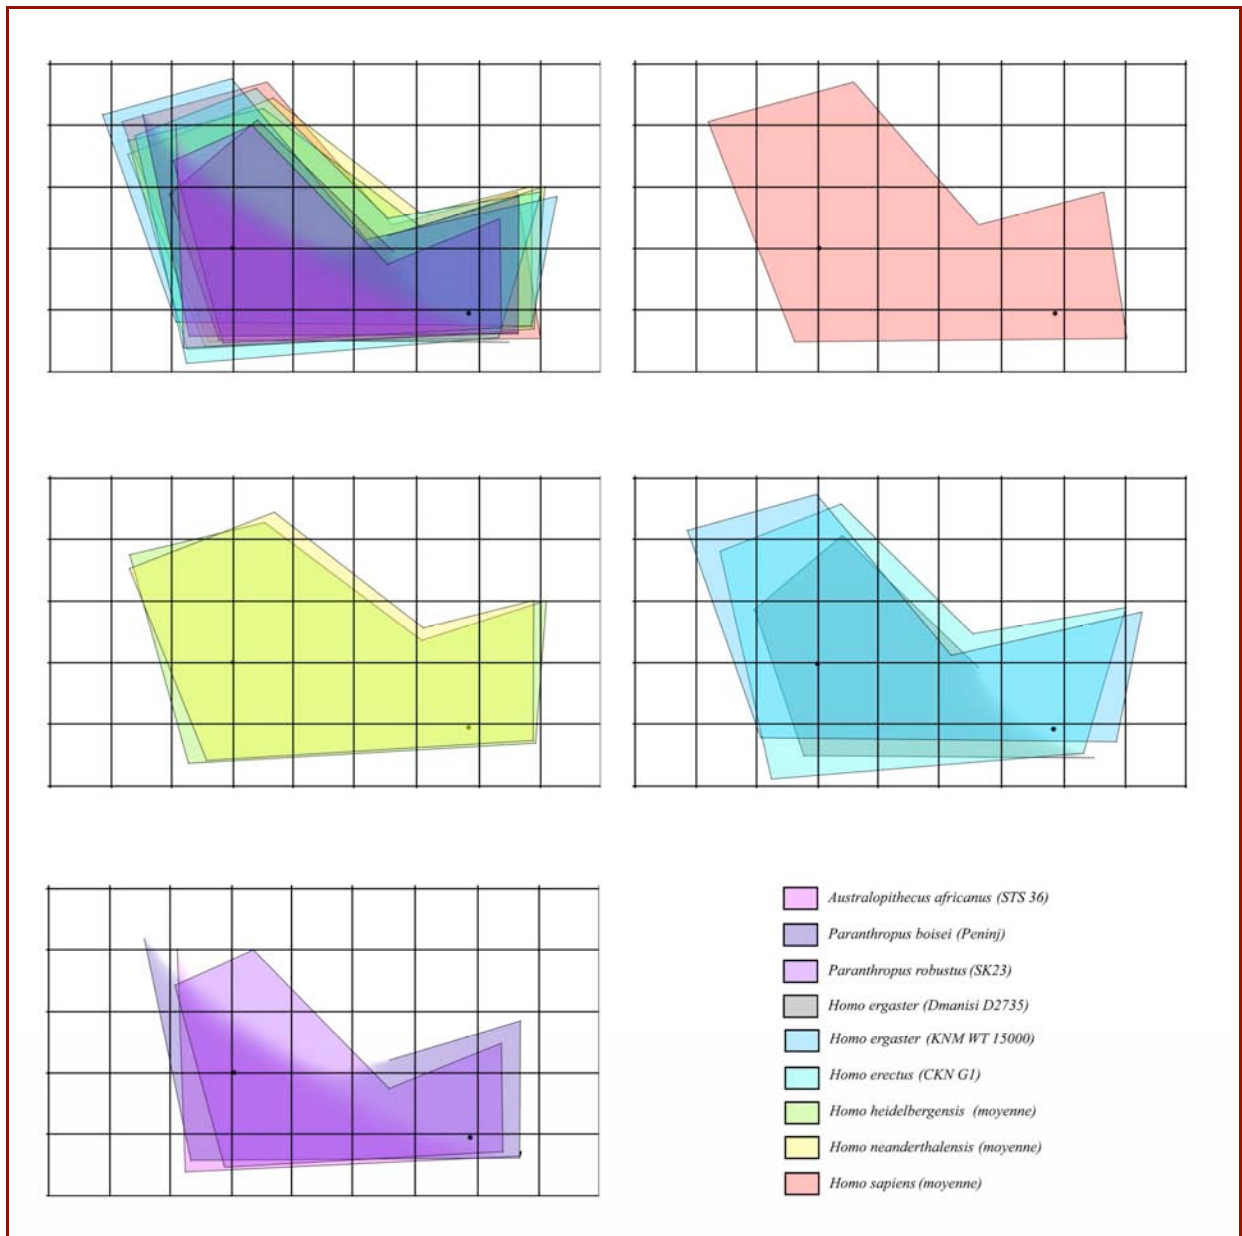 Australopithecus africanus (STS 36)
Paranthropus boisei (Peninj)
Paranthropus robustus (SK23)
Homo ergaster (Dmanisi D2735)
Homo ergaster (KNM WT 15000)
Homo erectus (CKN G1)
Homo heidelbergensis (moyenne)
Homo neanderthalensis (moyenne)
Homo sapiens (moyenne)